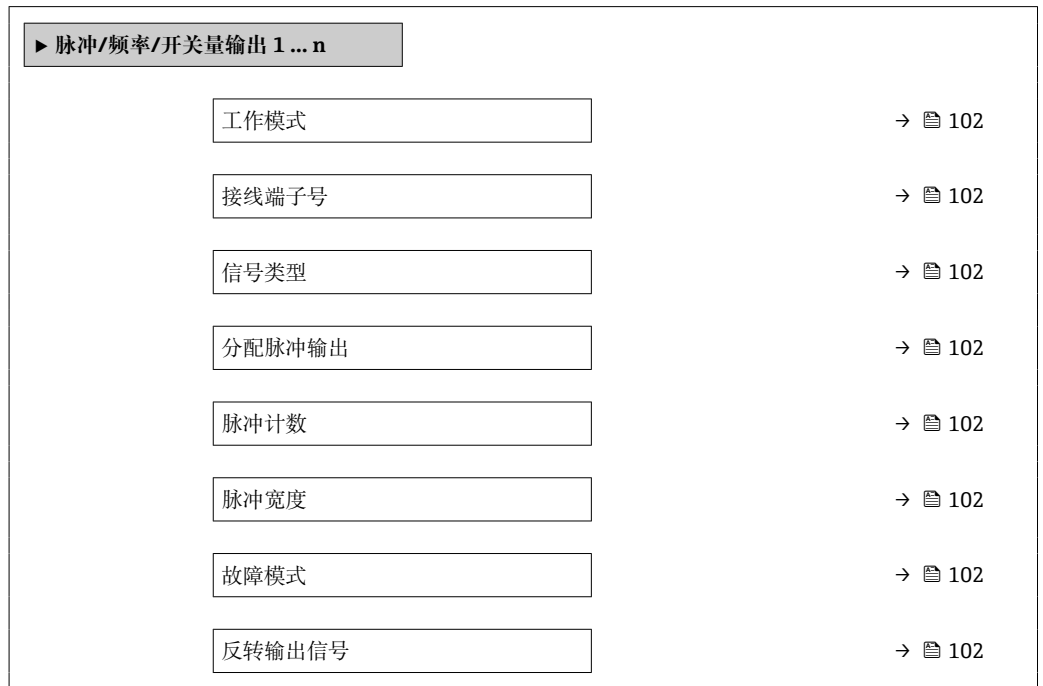 ▶ 脉冲/频率/开关量输出 1 ... n
工作模式 → 102
接线端子号 → 102
信号类型 → 102
分配脉冲输出 → 102
脉冲计数 → 102
脉冲宽度 → 102
故障模式 → 102
反转输出信号 → 102